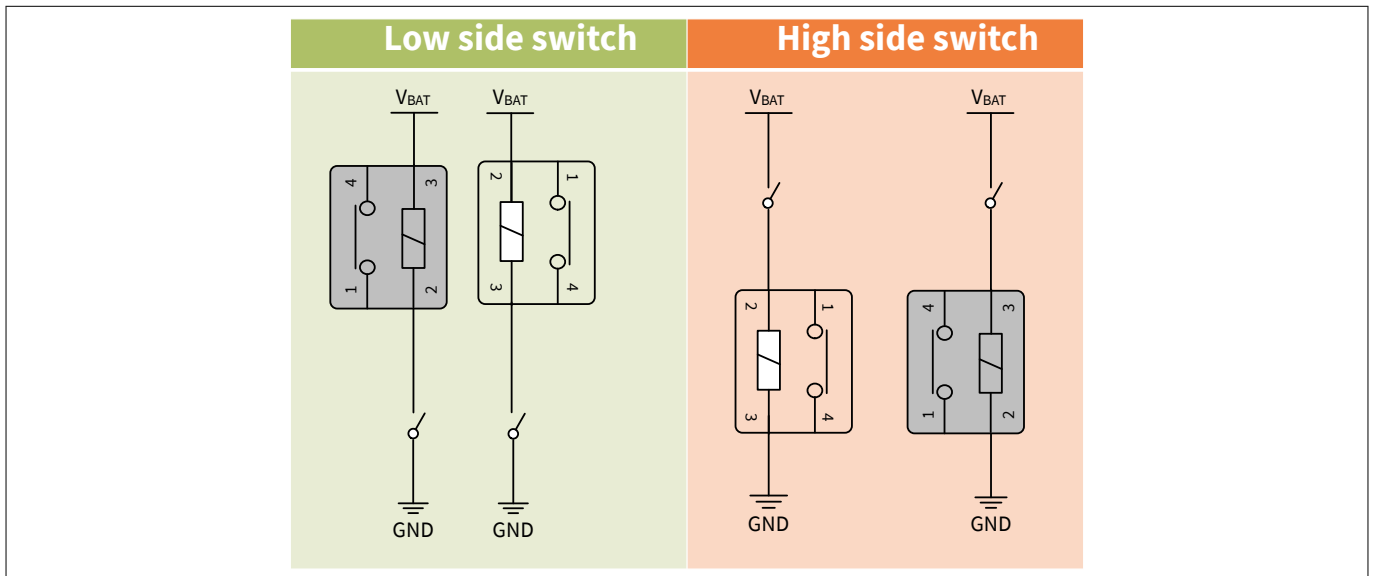 Low side switch
High side switch
VBAT VBAT
VBAT VBAT
4 3
2 1
1 2
3 4
2 1
4 3
3 4
1 2
GND GND
GND GND